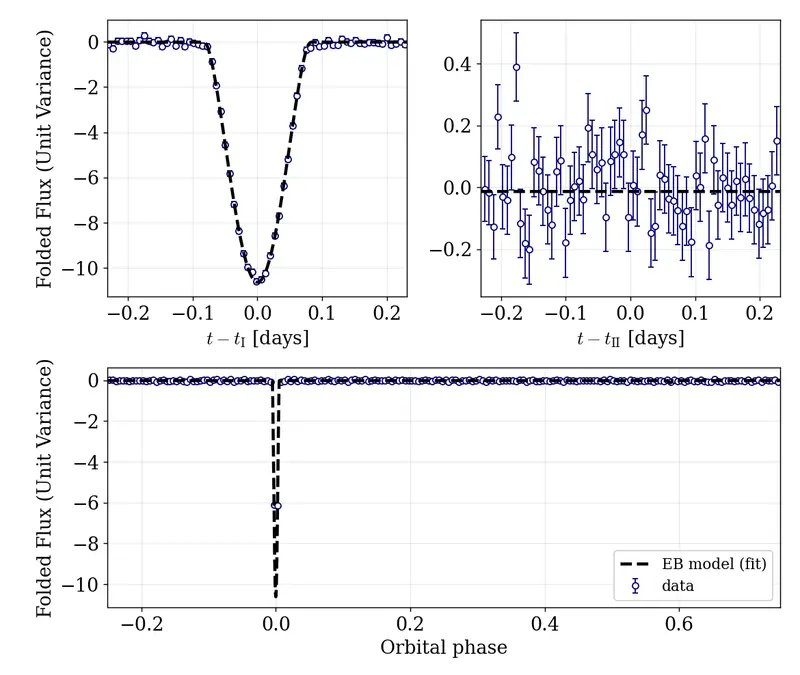 Folded Flux (Unit Variance)
0
−2
−4
−6
−8
−10
−0.2 −0.1 0.0 0.1 0.2
t − tI [days]
0.4
0.2
0.0
−0.2
−0.2 −0.1 0.0 0.1 0.2
t − tII [days]
Folded Flux (Unit Variance)
0
−2
−4
−6
−8
−10
EB model (fit)
data
−0.2 0.0 0.2 0.4 0.6
Orbital phase